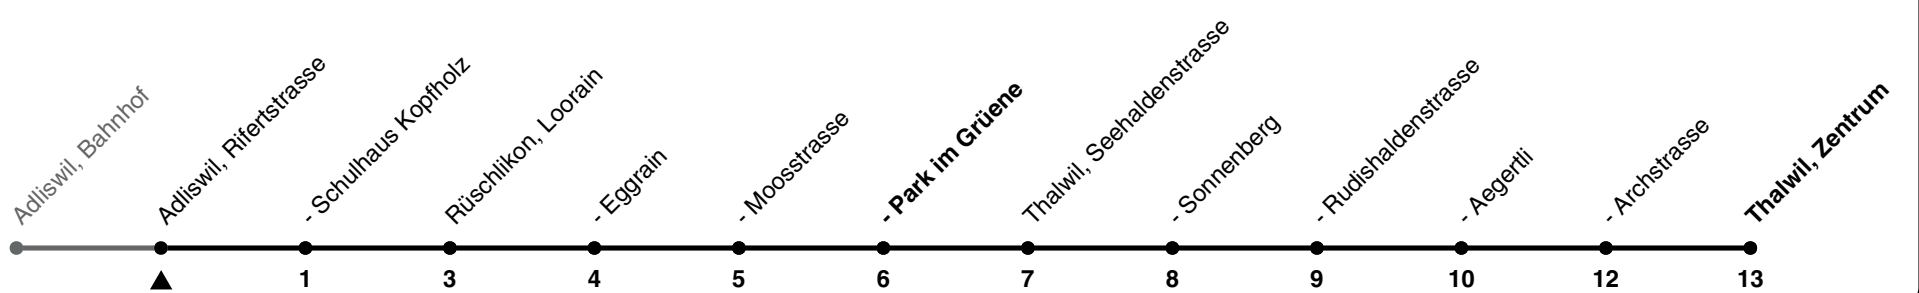 Adliswil, Bahnhof
Adliswil, Rifertstrasse
- Schulhaus Kopfholz
Rüschlikon, Loorain
- Eggrain
- Moosstrasse
- Park im Grüene
Thalwil, Seehaldenstrasse
- Sonnenberg
- Rudishaldenstrasse
- Aegertli
- Archstrasse
Thalwil, Zentrum
1 3 4 5 6 7 8 9 10 12 13